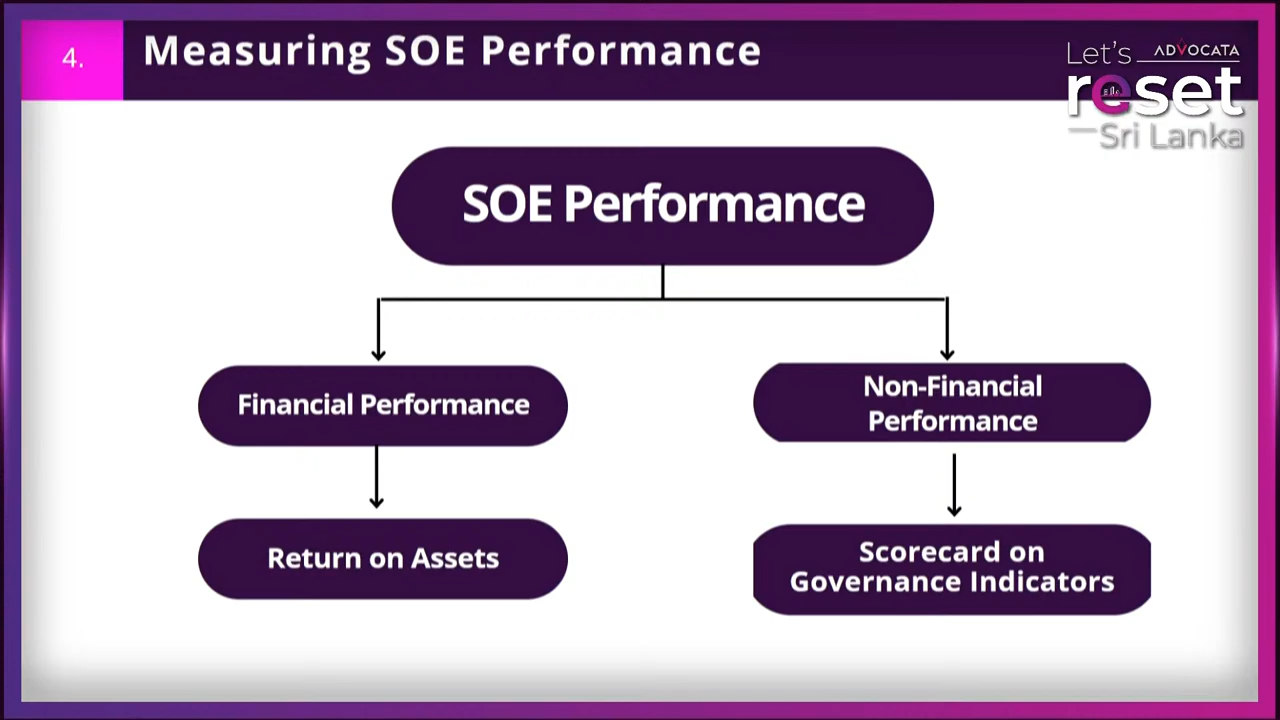 4.
Measuring SOE Performance
Let's
ADVOCATA
reset
Sri Lanka
SOE Performance
Financial Performance
Non-Financial
Performance
Return on Assets
Scorecard on
Governance Indicators